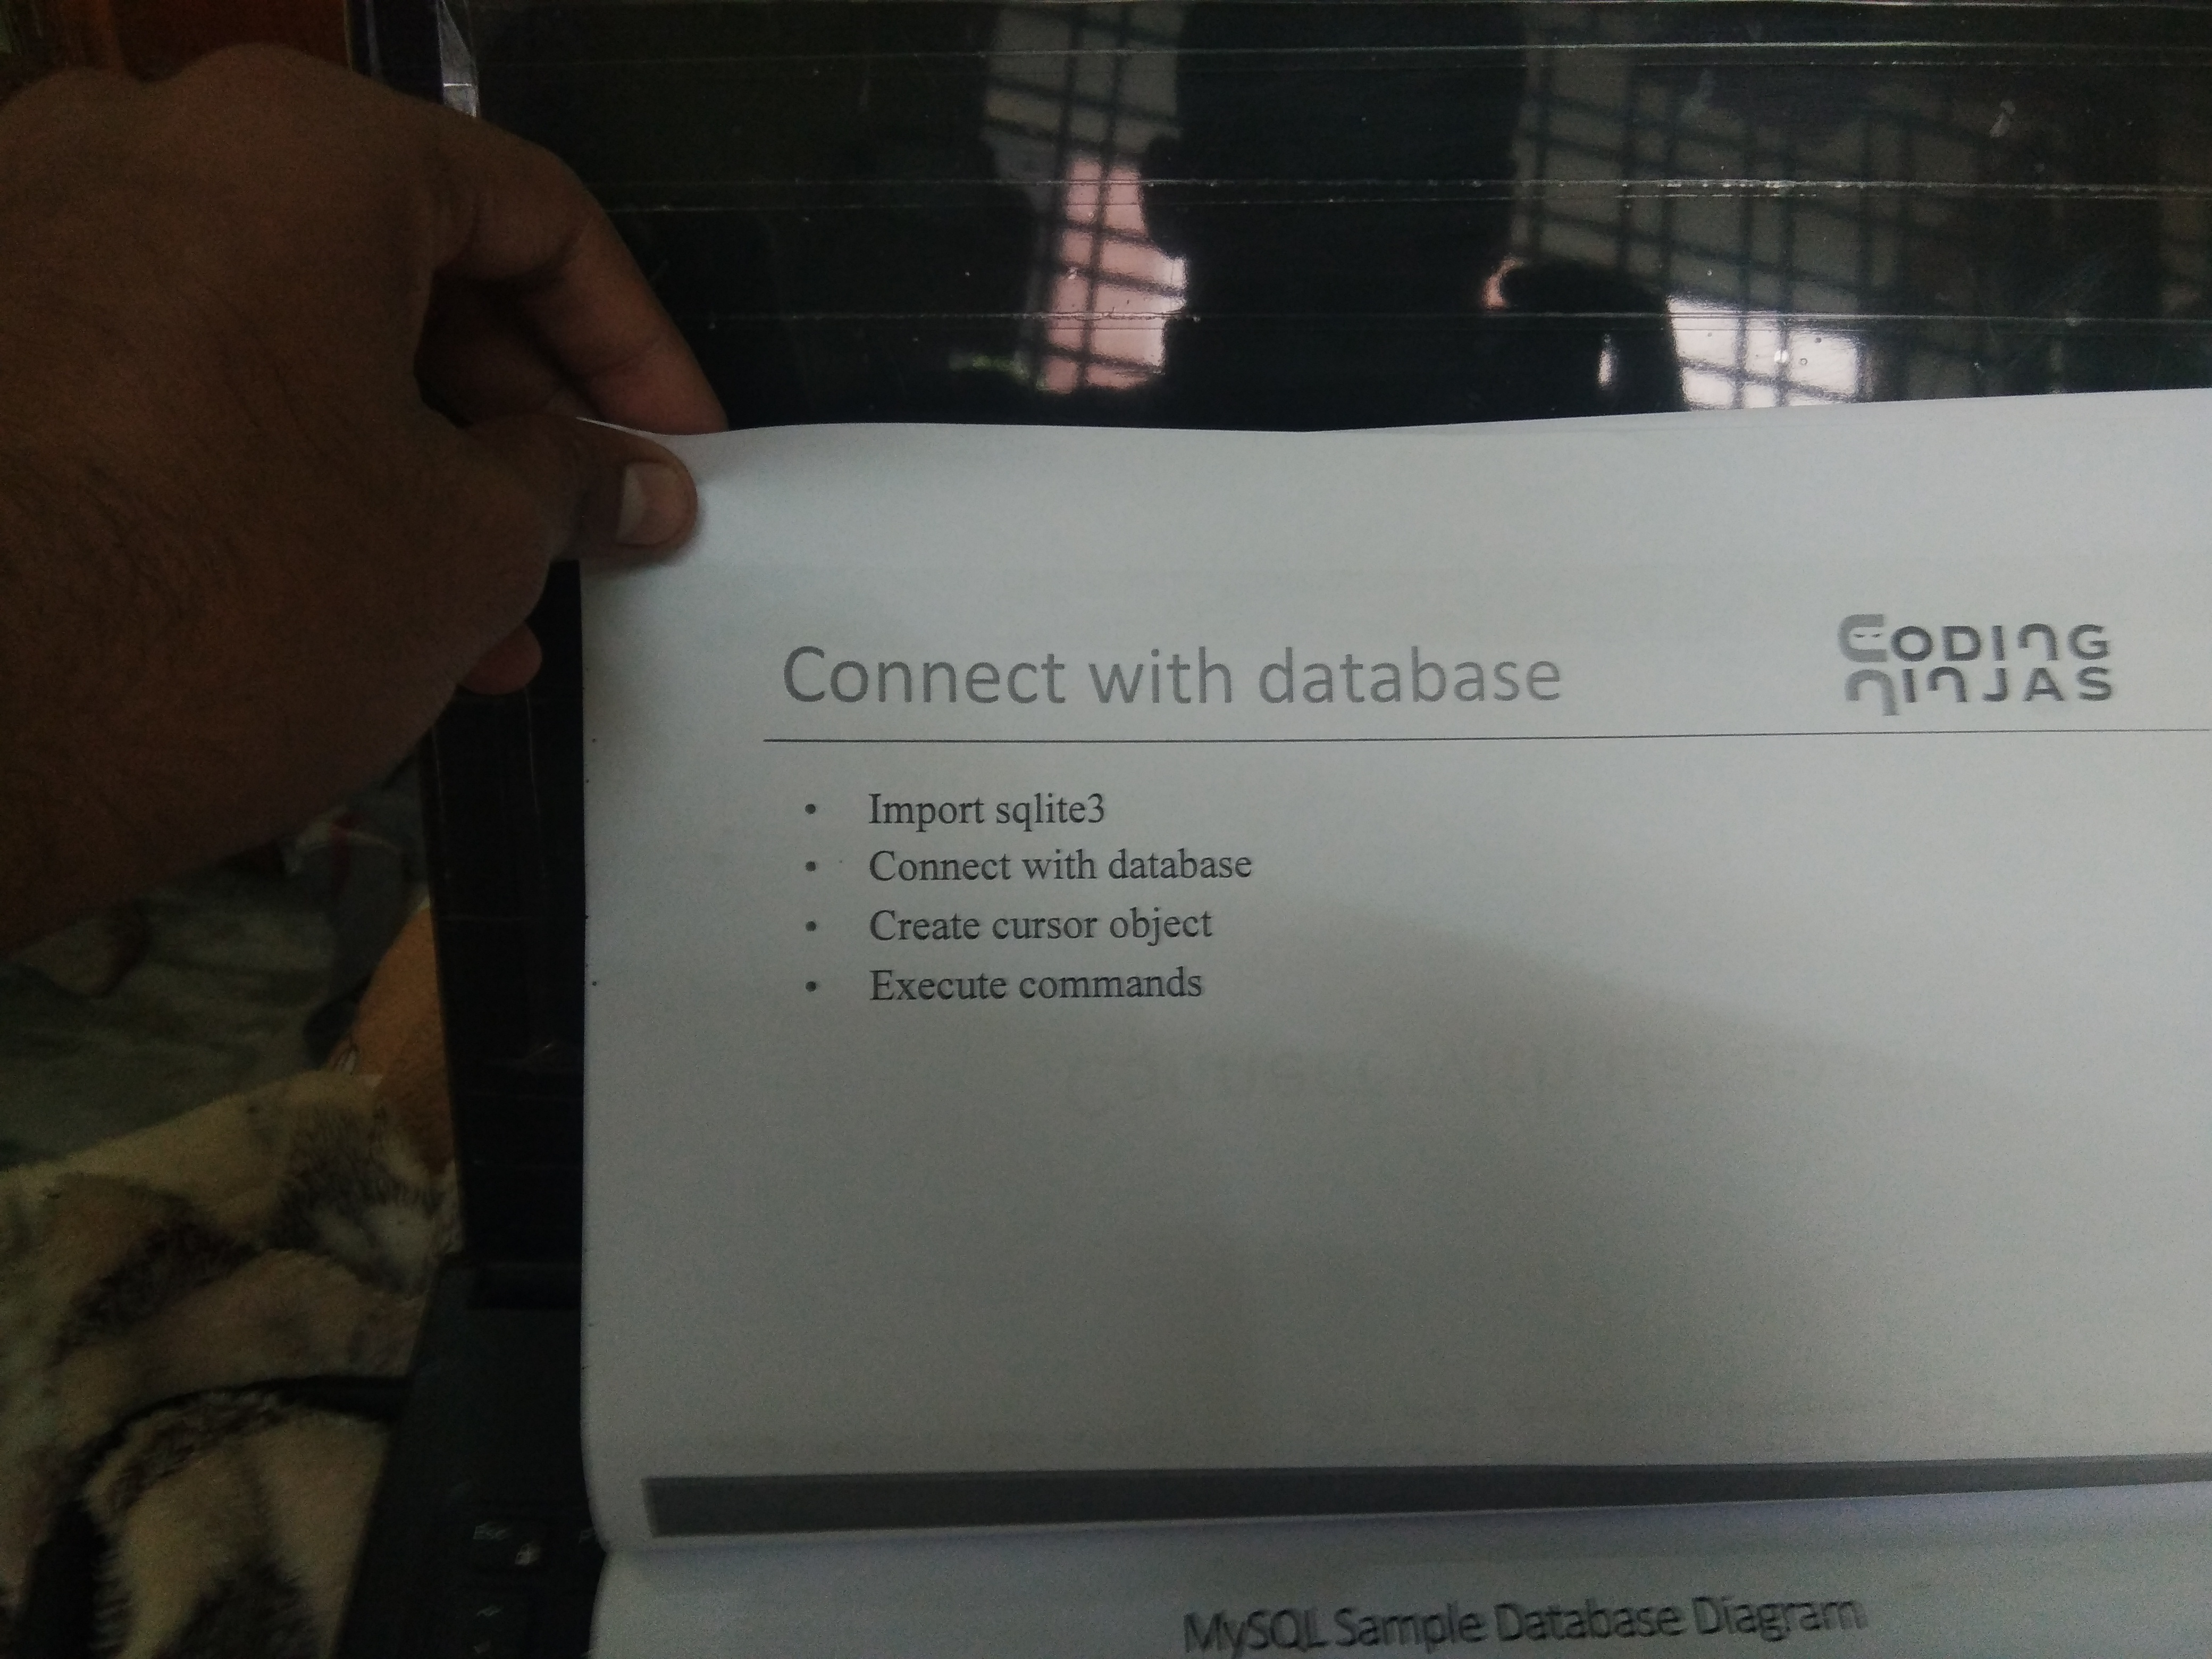 Connect with database
CODING
NINJAS
• Import sqlite3
• Connect with database
• Create cursor object
• Execute commands
Esc
MySQL Sample Database Diagram